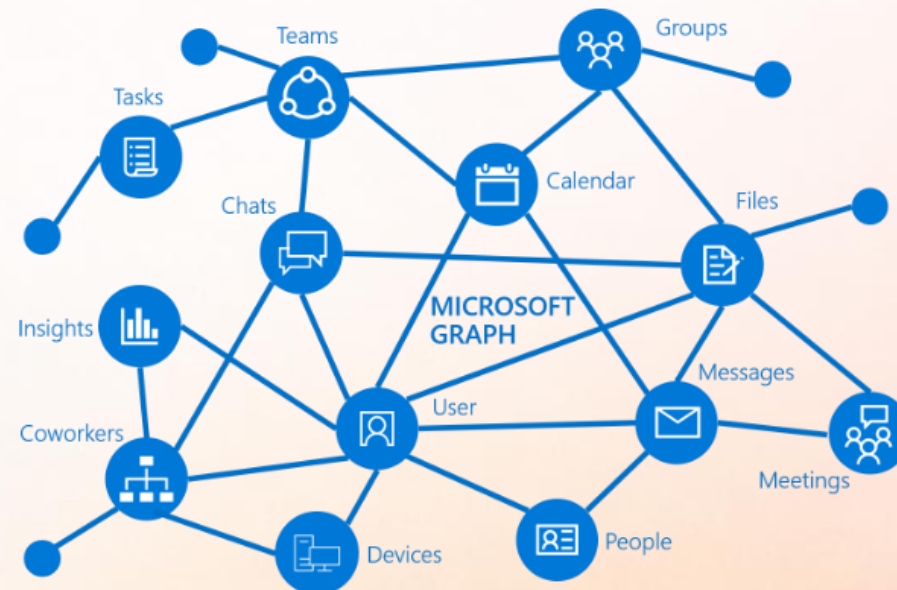 Teams
Groups
Tasks
Calendar
Chats
Files
MICROSOFT
GRAPH
Insights
Messages
User
Coworkers
Meetings
Devices
People